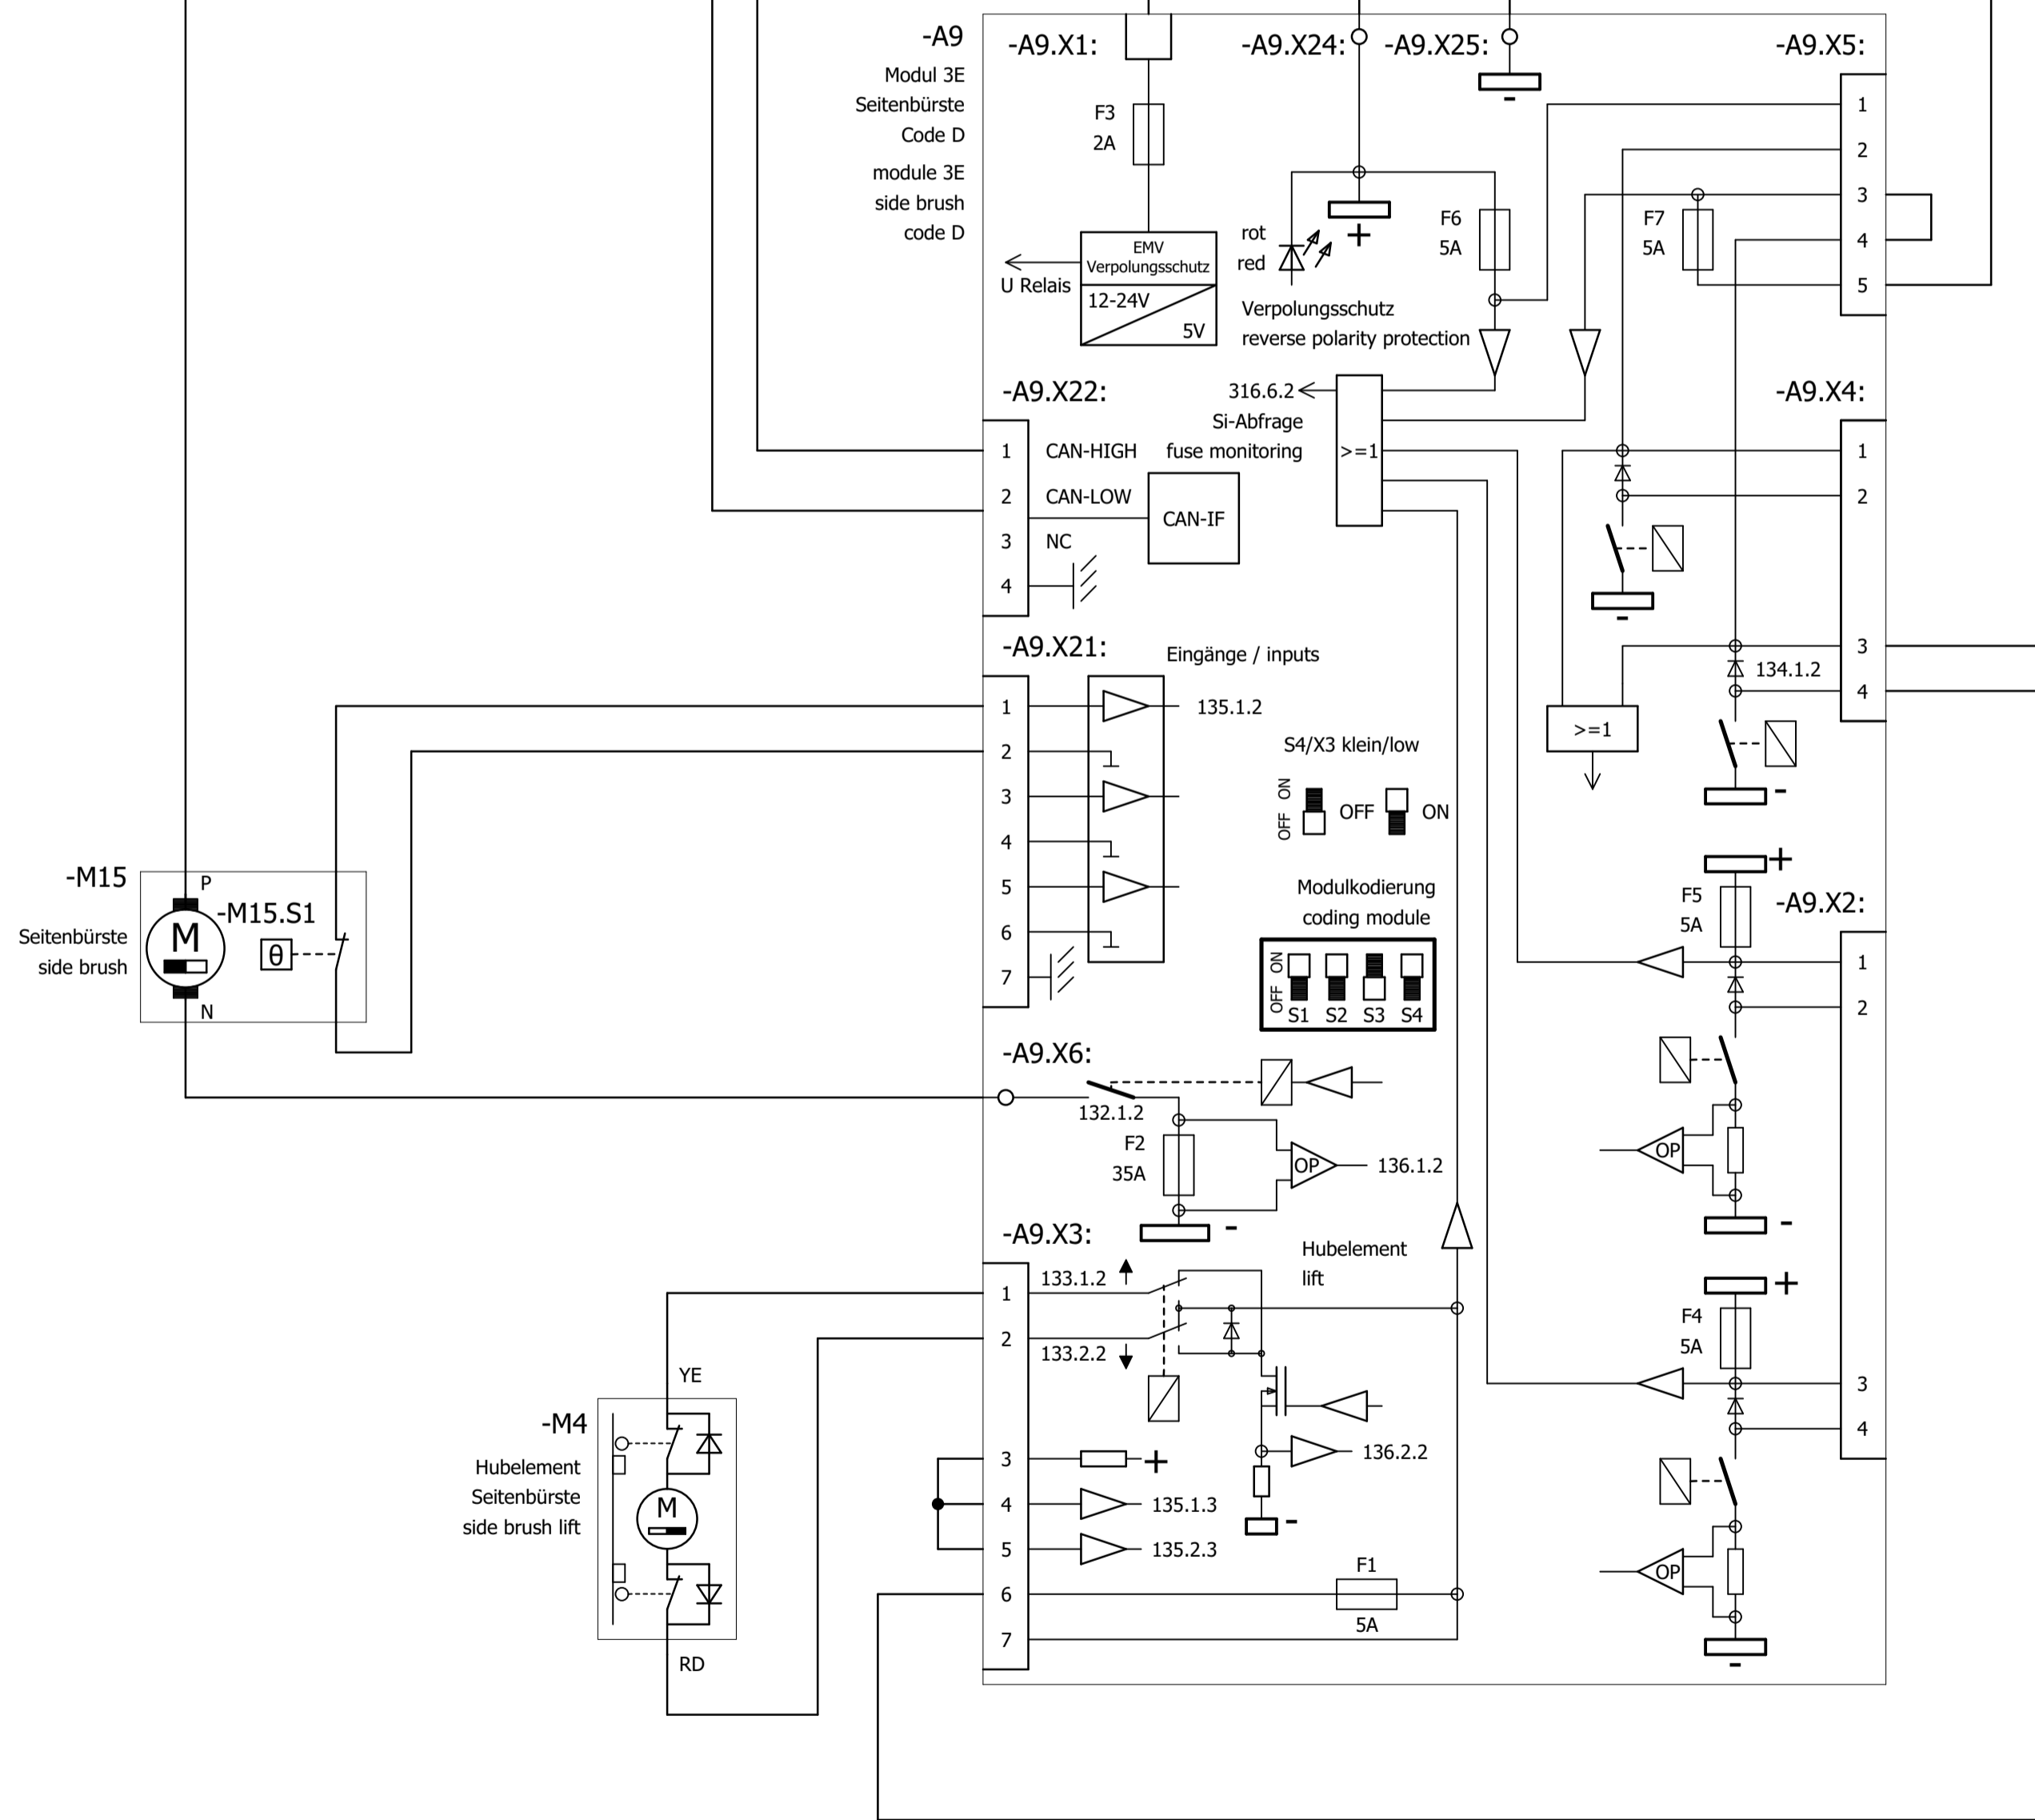 -A9
Modul 3E
Seitenbürste
Code D
module 3E
side brush
code D
-A9.X1:
-A9.X24:
-A9.X25:
-A9.X5:
F3
2A
EMV
Verpolungsschutz
12-24V
5V
U Relais
rot
red
+
-
Verpolungsschutz
reverse polarity protection
F6
5A
F7
5A
1
2
3
4
5
-A9.X22:
1
CAN-HIGH
2
CAN-LOW
3
NC
4
CAN-IF
316.6.2
Si-Abfrage
fuse monitoring
>=1
-A9.X4:
1
2
3
4
-
134.1.2
>=1
-
-A9.X21:
Eingänge / inputs
1
2
3
4
5
6
7
135.1.2
S4/X3 klein/low
OFF ON
OFF
ON
Modulkodierung
coding module
OFF ON
S1 S2 S3 S4
-M15
Seitenbürste
side brush
P
M
N
-M15.S1
θ
-A9.X6:
132.1.2
F2
35A
OP
136.1.2
-
-A9.X2:
+
F5
5A
1
2
3
4
OP
-
+
F4
5A
OP
-
-A9.X3:
1
2
3
4
5
6
7
133.1.2
133.2.2
Hubelement
lift
+
135.1.3
135.2.3
136.2.2
-
F1
5A
-M4
Hubelement
Seitenbürste
side brush lift
YE
M
RD